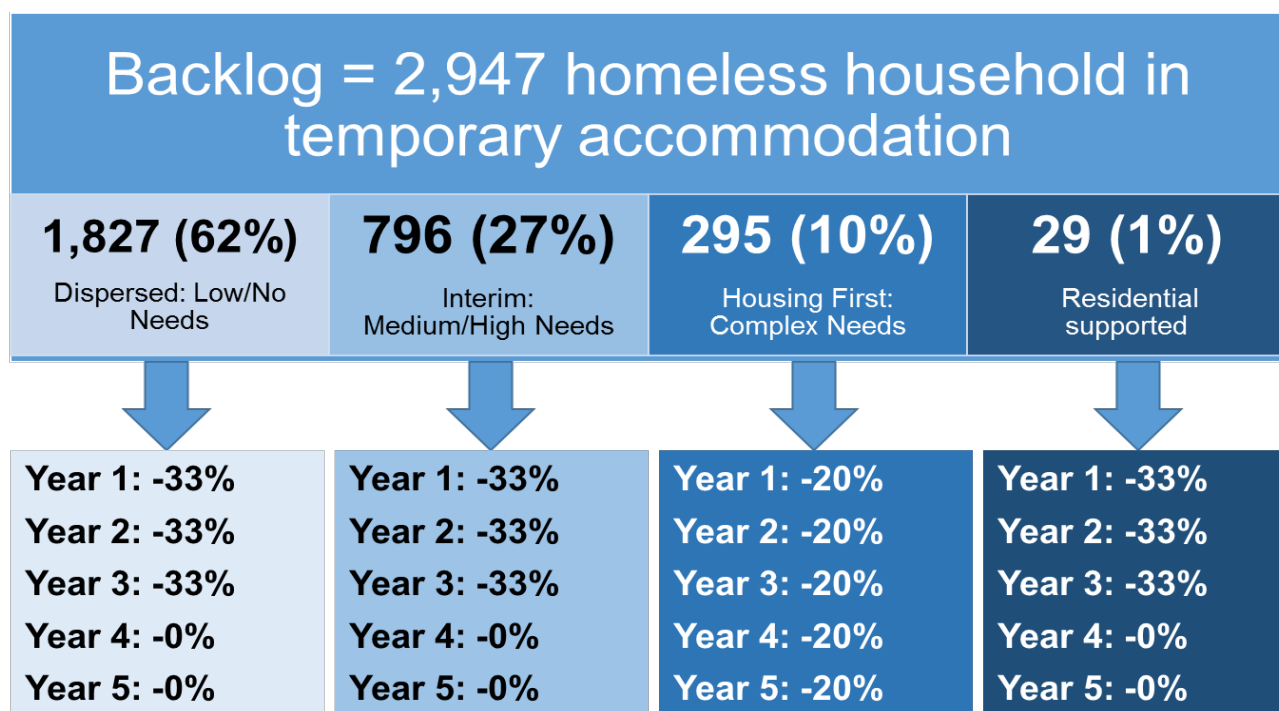 Backlog = 2,947 homeless household in
temporary accommodation
1,827 (62%)
Dispersed: Low/No
Needs
796 (27%)
Interim:
Medium/High Needs
295 (10%)
Housing First:
Complex Needs
29 (1%)
Residential
supported
Year 1: -33%
Year 2: -33%
Year 3: -33%
Year 4: -0%
Year 5: -0%
Year 1: -33%
Year 2: -33%
Year 3: -33%
Year 4: -0%
Year 5: -0%
Year 1: -20%
Year 2: -20%
Year 3: -20%
Year 4: -20%
Year 5: -20%
Year 1: -33%
Year 2: -33%
Year 3: -33%
Year 4: -0%
Year 5: -0%